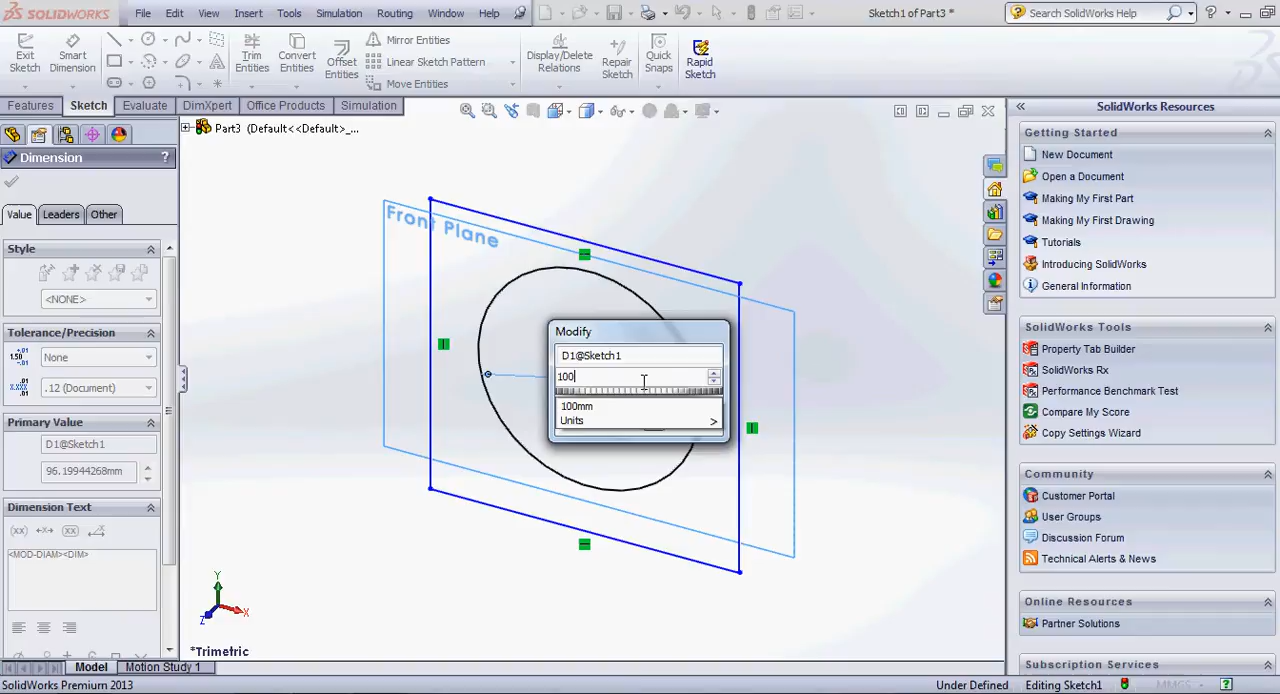 SOLIDWORKS
File
Edit
View
Insert
Tools
Simulation
Routing
Window
Help
Sketch1 of Part3 *
Search SolidWorks Help
Exit Sketch
Smart Dimension
Trim Entities
Convert Entities
Offset Entities
Mirror Entities
Linear Sketch Pattern
Move Entities
Display/Delete Relations
Repair Sketch
Quick Snaps
Rapid Sketch
Features
Sketch
Evaluate
DimXpert
Office Products
Simulation
Part3 (Default<<Default>_...
Dimension
?
Value
Leaders
Other
Style
<NONE>
Tolerance/Precision
None
.12 (Document)
Primary Value
D1@Sketch1
96.19944268mm
Dimension Text
<MOD-DIAM><DIM>
Front Plane
Modify
D1@Sketch1
100
100mm
Units >
Y
X
Z
*Trimetric
SolidWorks Resources
Getting Started
New Document
Open a Document
Making My First Part
Making My First Drawing
Tutorials
Introducing SolidWorks
General Information
SolidWorks Tools
Property Tab Builder
SolidWorks Rx
Performance Benchmark Test
Compare My Score
Copy Settings Wizard
Community
Customer Portal
User Groups
Discussion Forum
Technical Alerts & News
Online Resources
Partner Solutions
Subscription Services
Model
Motion Study 1
SolidWorks Premium 2013
Under Defined
Editing Sketch1
MMGS